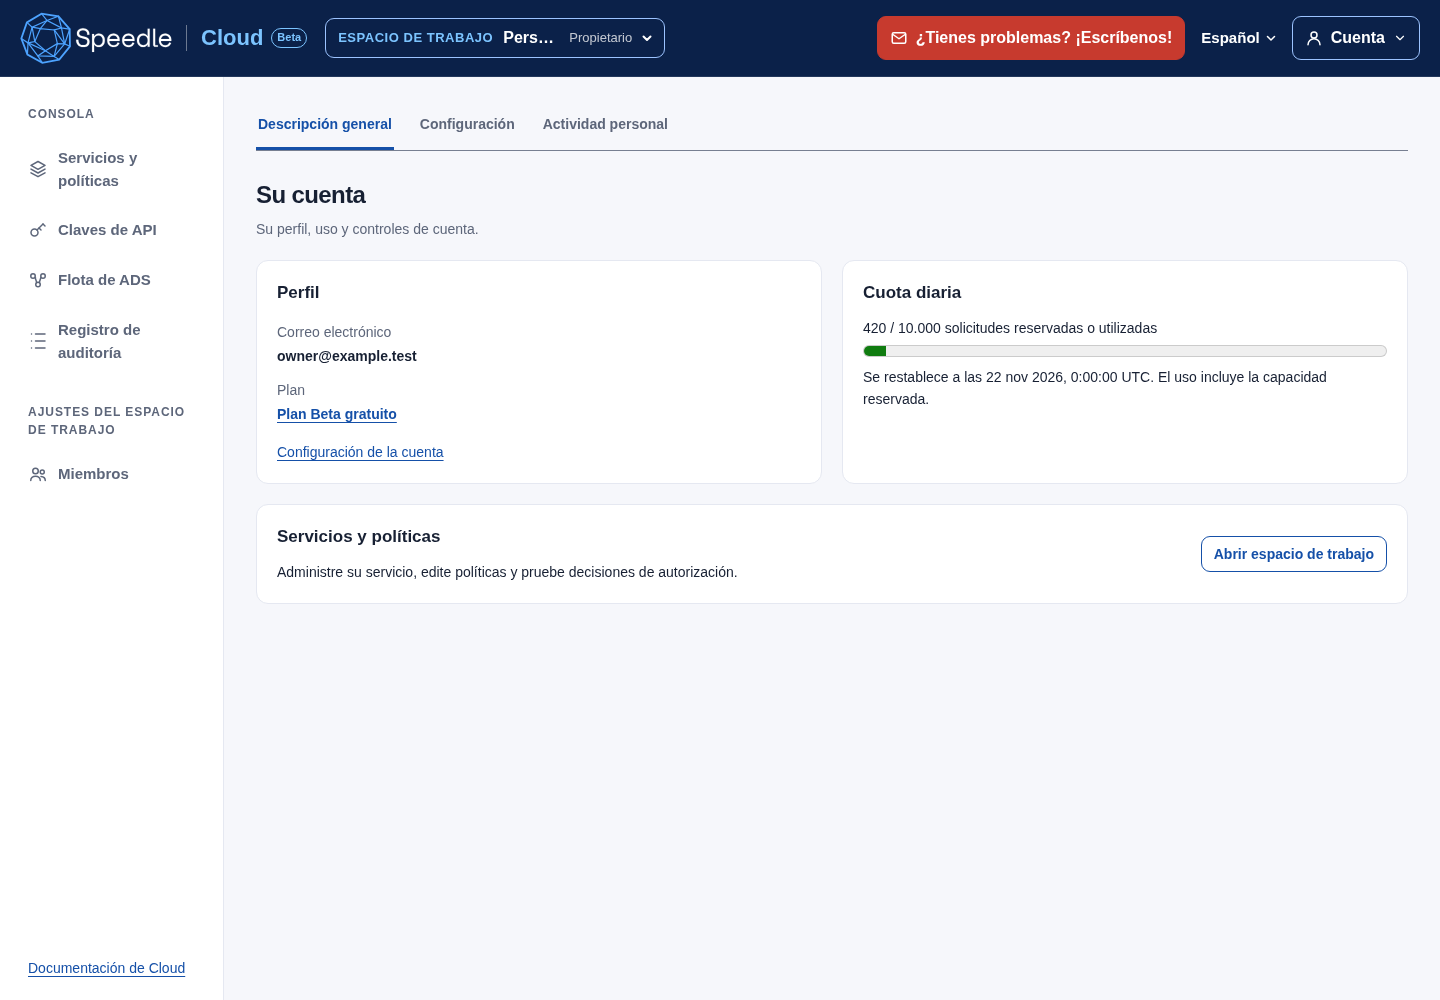 Speedle
Cloud
Beta
ESPACIO DE TRABAJO Pers… Propietario
¿Tienes problemas? ¡Escríbenos!
Español
Cuenta
CONSOLA
Servicios y
políticas
Claves de API
Flota de ADS
Registro de
auditoría
AJUSTES DEL ESPACIO
DE TRABAJO
Miembros
Documentación de Cloud
Descripción general
Configuración
Actividad personal
Su cuenta
Su perfil, uso y controles de cuenta.
Perfil
Correo electrónico
owner@example.test
Plan
Plan Beta gratuito
Configuración de la cuenta
Cuota diaria
420 / 10.000 solicitudes reservadas o utilizadas
Se restablece a las 22 nov 2026, 0:00:00 UTC. El uso incluye la capacidad
reservada.
Servicios y políticas
Administre su servicio, edite políticas y pruebe decisiones de autorización.
Abrir espacio de trabajo